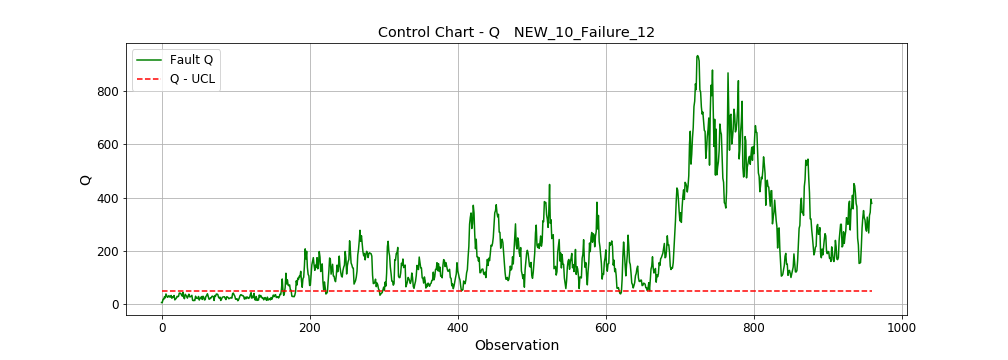 Control Chart - Q   NEW_10_Failure_12
Fault Q
Q - UCL
Q
800
600
400
200
0
0 200 400 600 800 1000
Observation